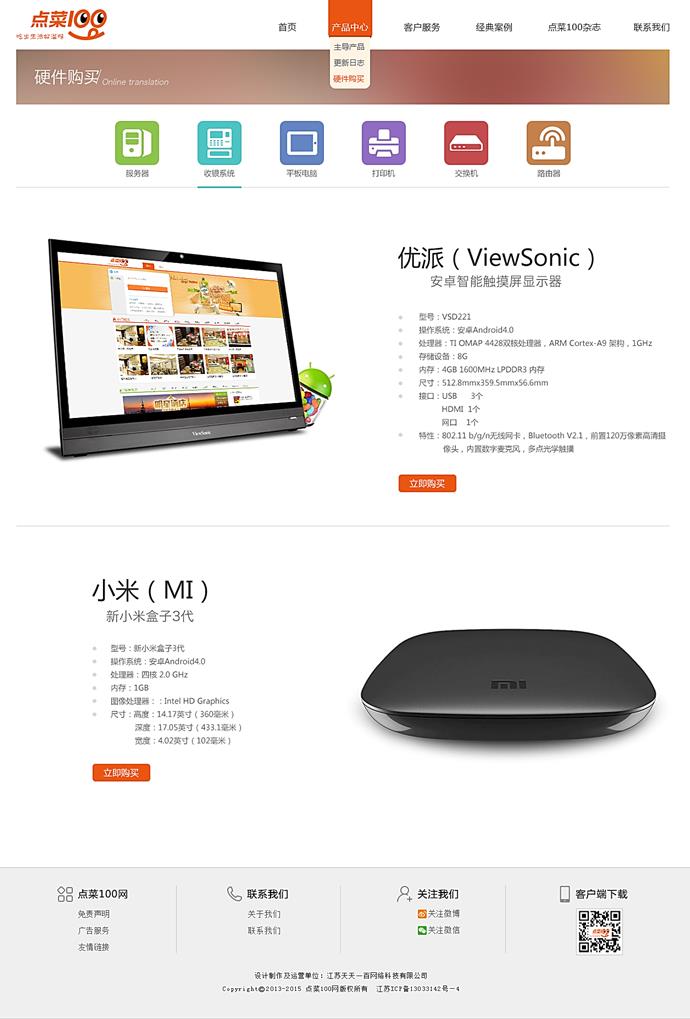 点菜100
吃出生活好滋味
首页 产品中心 客户服务 经典案例 点菜100杂志 联系我们
主导产品
更新日志
硬件购买
硬件购买/Online translation
服务器 收银系统 平板电脑 打印机 交换机 路由器
优派（ViewSonic）
安卓智能触摸屏显示器
型号：VSD221
操作系统：安卓Android4.0
处理器：TI OMAP 4428双核处理器，ARM Cortex-A9 架构，1GHz
存储设备：8G
内存：4GB 1600MHz LPDDR3 内存
尺寸：512.8mmx359.5mmx56.6mm
接口：USB 3个
HDMI 1个
网口 1个
特性：802.11 b/g/n无线网卡，Bluetooth V2.1，前置120万像素高清摄
像头，内置数字麦克风，多点光学触摸
立即购买
ViewSonic
小米（MI）
新小米盒子3代
型号：新小米盒子3代
操作系统：安卓Android4.0
处理器：四核 2.0 GHz
内存：1GB
图像处理器：：Intel HD Graphics
尺寸：高度：14.17英寸（360毫米）
深度：17.05英寸（433.1毫米）
宽度：4.02英寸（102毫米）
立即购买
MI
点菜100网 联系我们 关注我们 客户端下载
免责声明 关于我们 关注微博
广告服务 联系我们 关注微信
友情链接
点菜100
设计制作及运营单位：江苏天天一百网络科技有限公司
Copyright©2013-2015 点菜100网版权所有 江苏ICP备13033142号-4